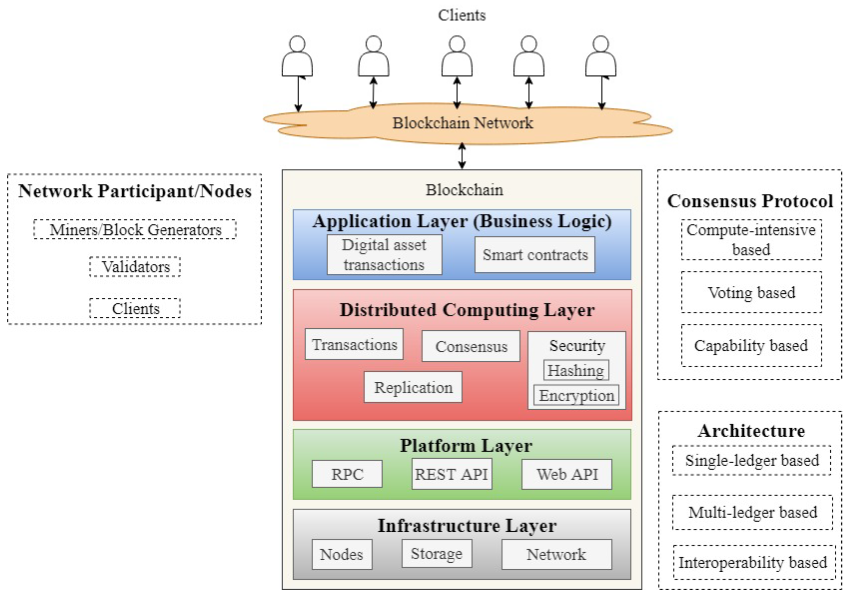 Clients
Blockchain Network
Network Participant/Nodes
Miners/Block Generators
Validators
Clients
Blockchain
Application Layer (Business Logic)
Digital asset
transactions
Smart contracts
Distributed Computing Layer
Transactions
Consensus
Replication
Security
Hashing
Encryption
Platform Layer
RPC
REST API
Web API
Infrastructure Layer
Nodes
Storage
Network
Consensus Protocol
Compute-intensive
based
Voting based
Capability based
Architecture
Single-ledger based
Multi-ledger based
Interoperability based